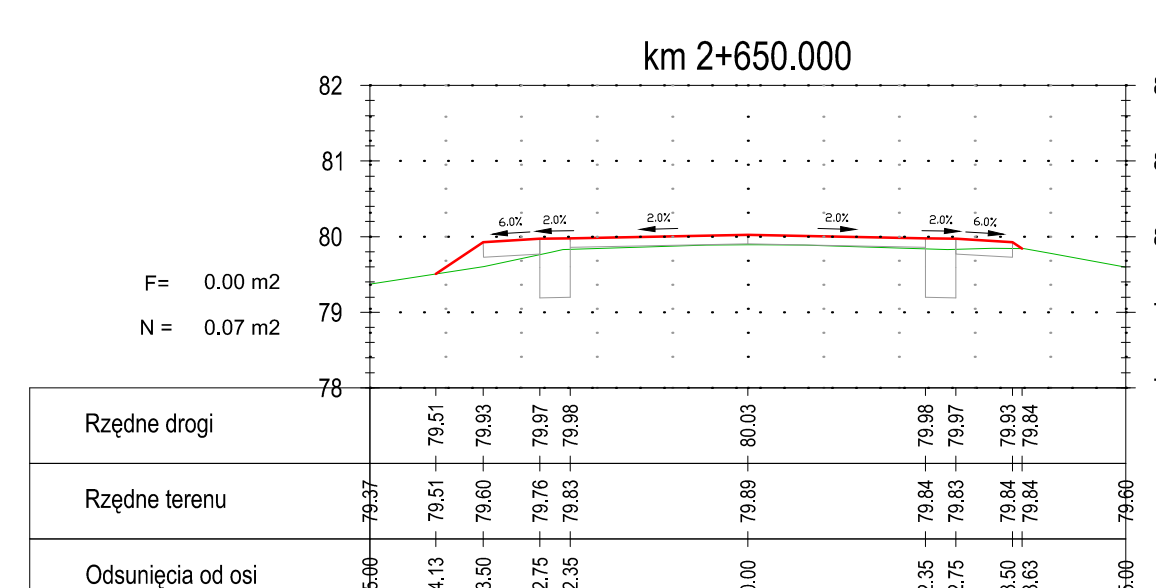 km 2+650.000
82
81
80
79
78
6.0% 2.0% 2.0% 2.0% 2.0% 6.0%
F= 0.00 m2
N = 0.07 m2
Rzędne drogi 79.51 79.93 79.97 79.98 80.03 79.98 79.97 79.93 79.84
Rzędne terenu 79.37 79.51 79.60 79.76 79.83 79.89 79.84 79.83 79.84 79.84 79.60
Odsunięcia od osi